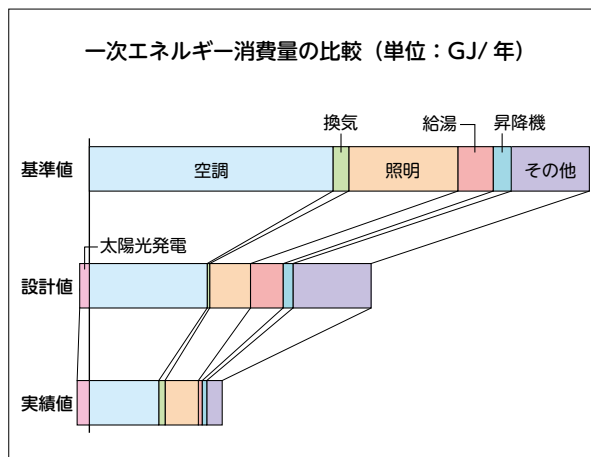 一次エネルギー消費量の比較（単位：GJ/ 年）
換気
給湯
昇降機
基準値
空調
照明
その他
太陽光発電
設計値
実績値